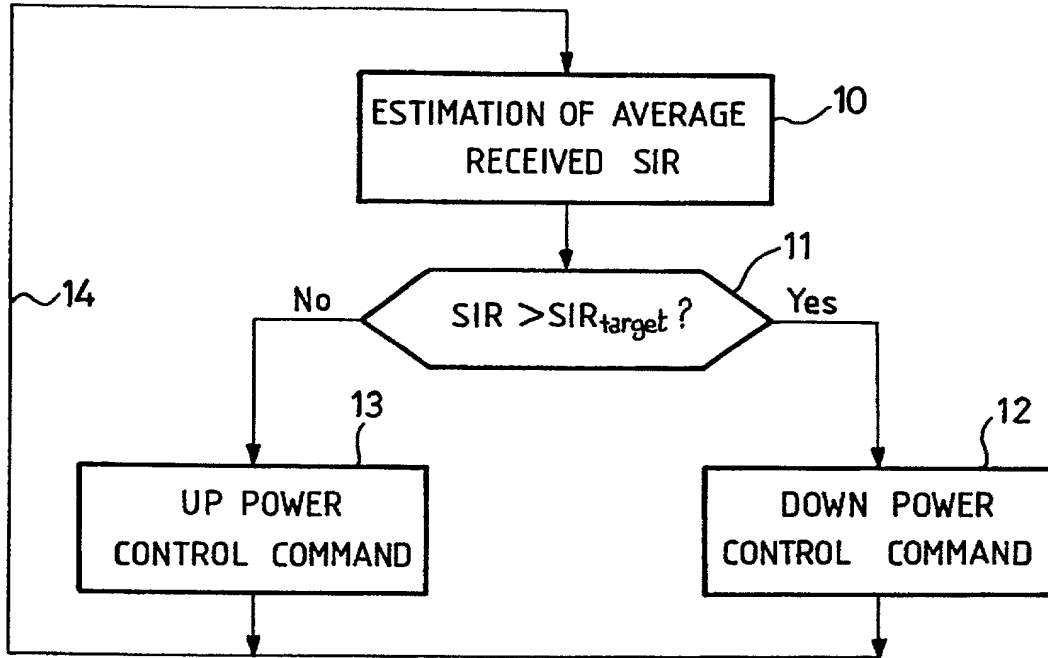 ESTIMATION OF AVERAGE
RECEIVED SIR
10
11
14
No
SIR >SIRtarget ?
Yes
13
12
UP POWER
CONTROL COMMAND
DOWN POWER
CONTROL COMMAND